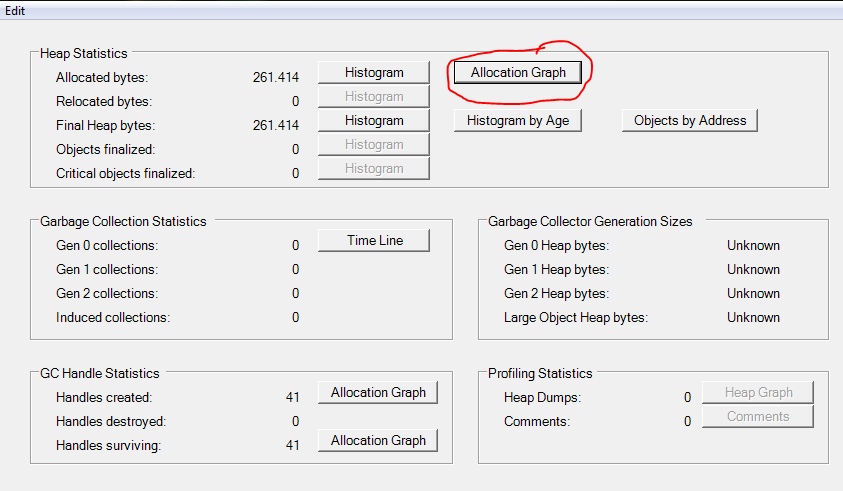 Edit
Heap Statistics
Allocated bytes: 261.414 Histogram Allocation Graph
Relocated bytes: 0 Histogram
Final Heap bytes: 261.414 Histogram Histogram by Age Objects by Address
Objects finalized: 0 Histogram
Critical objects finalized: 0 Histogram
Garbage Collection Statistics
Gen 0 collections: 0 Time Line
Gen 1 collections: 0
Gen 2 collections: 0
Induced collections: 0
Garbage Collector Generation Sizes
Gen 0 Heap bytes: Unknown
Gen 1 Heap bytes: Unknown
Gen 2 Heap bytes: Unknown
Large Object Heap bytes: Unknown
GC Handle Statistics
Handles created: 41 Allocation Graph
Handles destroyed: 0
Handles surviving: 41 Allocation Graph
Profiling Statistics
Heap Dumps: 0 Heap Graph
Comments: 0 Comments